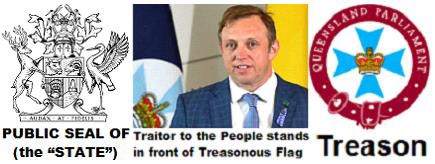 AUDAX AT FIDELIS
PUBLIC SEAL OF
(the “STATE”)
Traitor to the People stands
in front of Treasonous Flag
QUEENSLAND PARLIAMENT
Treason